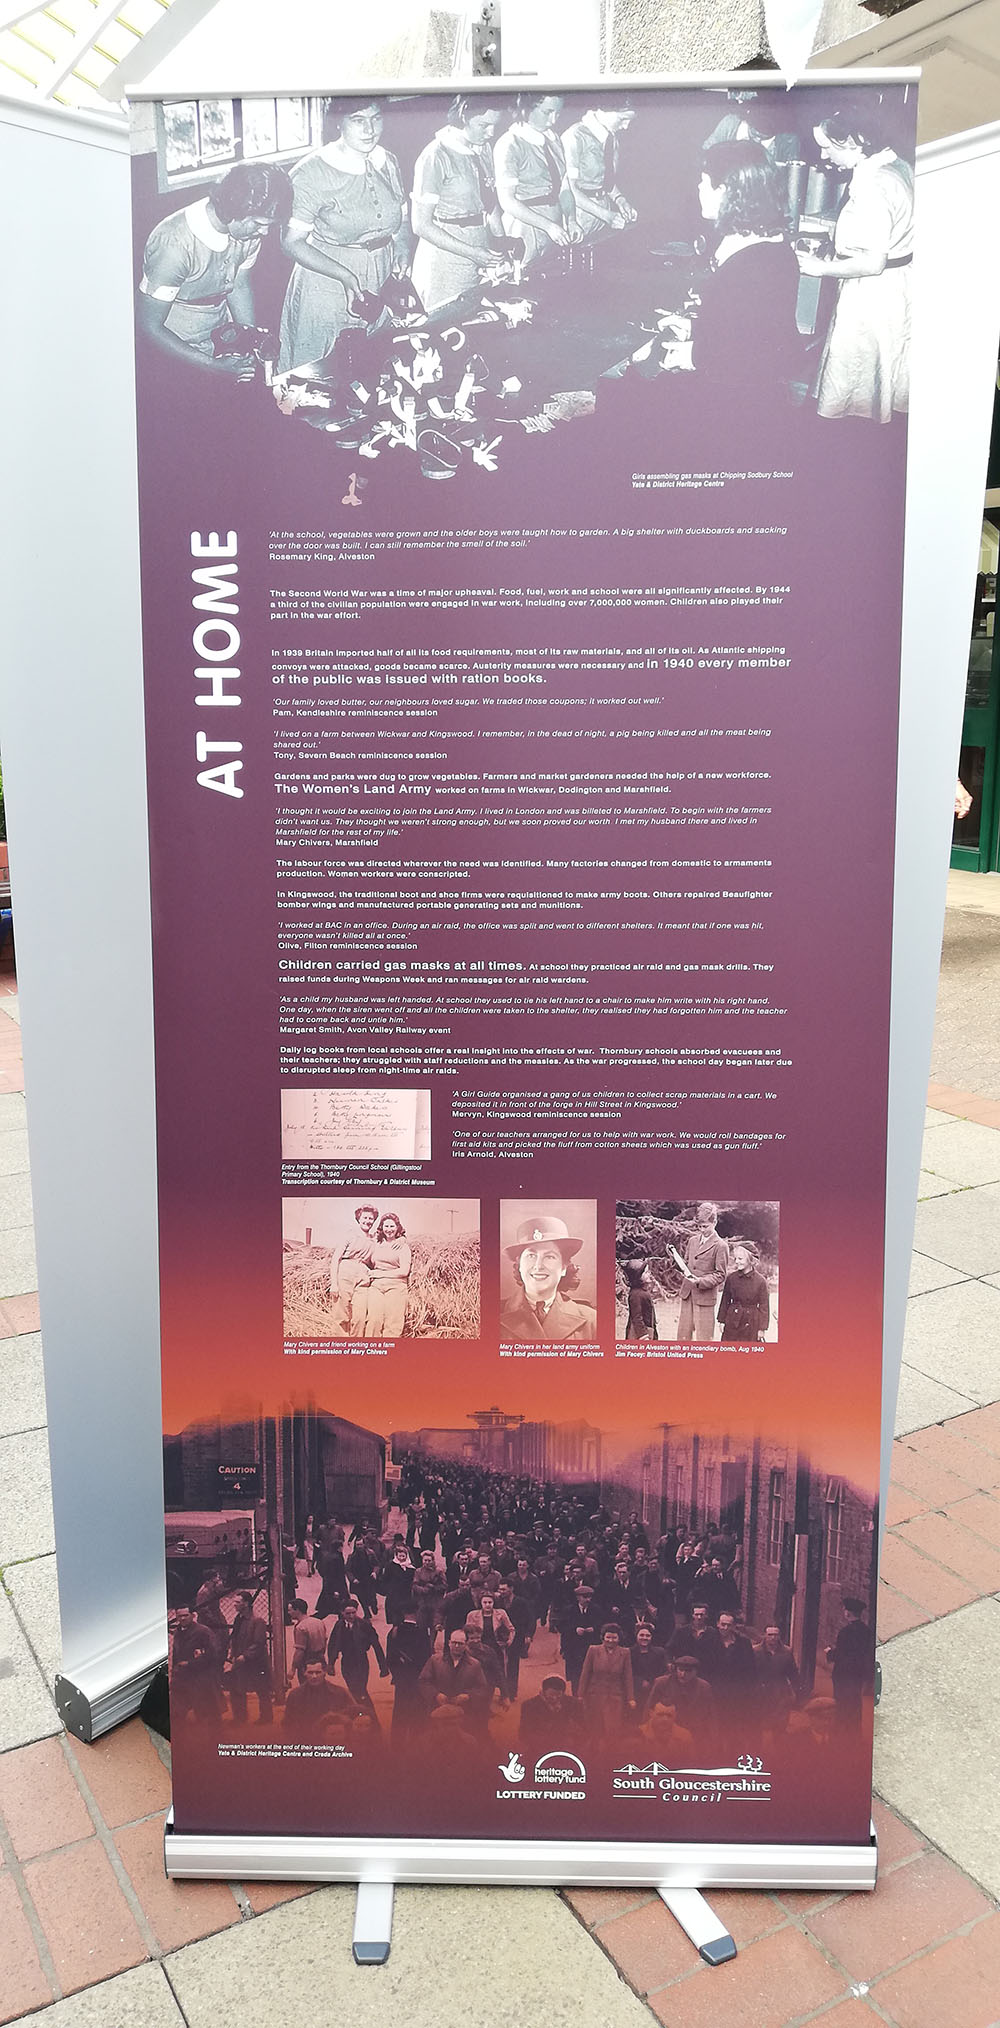 Girls assembling gas masks at Chipping Sodbury School
Yate & District Heritage Centre
AT HOME
'At the school, vegetables were grown and the older boys were taught how to garden. A big shelter with duckboards and sacking
over the door was built. I can still remember the smell of the soil.'
Rosemary King, Alveston
The Second World War was a time of major upheaval. Food, fuel, work and school were all significantly affected. By 1944
a third of the civilian population were engaged in war work, including over 7,000,000 women. Children also played their
part in the war effort.
In 1939 Britain imported half of all its food requirements, most of its raw materials, and all of its oil. As Atlantic shipping
convoys were attacked, goods became scarce. Austerity measures were necessary and in 1940 every member
of the public was issued with ration books.
'Our family loved butter, our neighbours loved sugar. We traded those coupons; it worked out well.'
Pam, Kendleshire reminiscence session
'I lived on a farm between Wickwar and Kingswood. I remember, in the dead of night, a pig being killed and all the meat being
shared out.'
Tony, Severn Beach reminiscence session
Gardens and parks were dug to grow vegetables. Farmers and market gardeners needed the help of a new workforce.
The Women's Land Army worked on farms in Wickwar, Dodington and Marshfield.
'I thought it would be exciting to join the Land Army. I lived in London and was billeted to Marshfield. To begin with the farmers
didn't want us. They thought we weren't strong enough, but we soon proved our worth. I met my husband there and lived in
Marshfield for the rest of my life.'
Mary Chivers, Marshfield
The labour force was directed wherever the need was identified. Many factories changed from domestic to armaments
production. Women workers were conscripted.
In Kingswood, the traditional boot and shoe firms were requisitioned to make army boots. Others repaired Beaufighter
bomber wings and manufactured portable generating sets and munitions.
'I worked at BAC in an office. During an air raid, the office was split and went to different shelters. It meant that if one was hit,
everyone wasn't killed all at once.'
Olive, Filton reminiscence session
Children carried gas masks at all times. At school they practiced air raid and gas mask drills. They
raised funds during Weapons Week and ran messages for air raid wardens.
'As a child my husband was left handed. At school they used to tie his left hand to a chair to make him write with his right hand.
One day, when the siren went off and all the children were taken to the shelter, they realised they had forgotten him and the teacher
had to come back and untie him.'
Margaret Smith, Avon Valley Railway event
Daily log books from local schools offer a real insight into the effects of war. Thornbury schools absorbed evacuees and
their teachers; they struggled with staff reductions and the measles. As the war progressed, the school day began later due
to disrupted sleep from night-time air raids.
'A Girl Guide organised a gang of us children to collect scrap materials in a cart. We
deposited it in front of the forge in Hill Street in Kingswood.'
Mervyn, Kingswood reminiscence session
'One of our teachers arranged for us to help with war work. We would roll bandages for
first aid kits and picked the fluff from cotton sheets which was used as gun fluff.'
Iris Arnold, Alveston
Entry from the Thornbury Council School (Gillingstool
Primary School), 1940
Transcription courtesy of Thornbury & District Museum
Mary Chivers and friend working on a farm
With kind permission of Mary Chivers
Mary Chivers in her land army uniform
With kind permission of Mary Chivers
Children in Alveston with an incendiary bomb, Aug 1940
Jim Facey: Bristol United Press
CAUTION
4
Newman's workers at the end of their working day
Yate & District Heritage Centre and Creda Archive
heritage
lottery fund
LOTTERY FUNDED
South Gloucestershire
Council